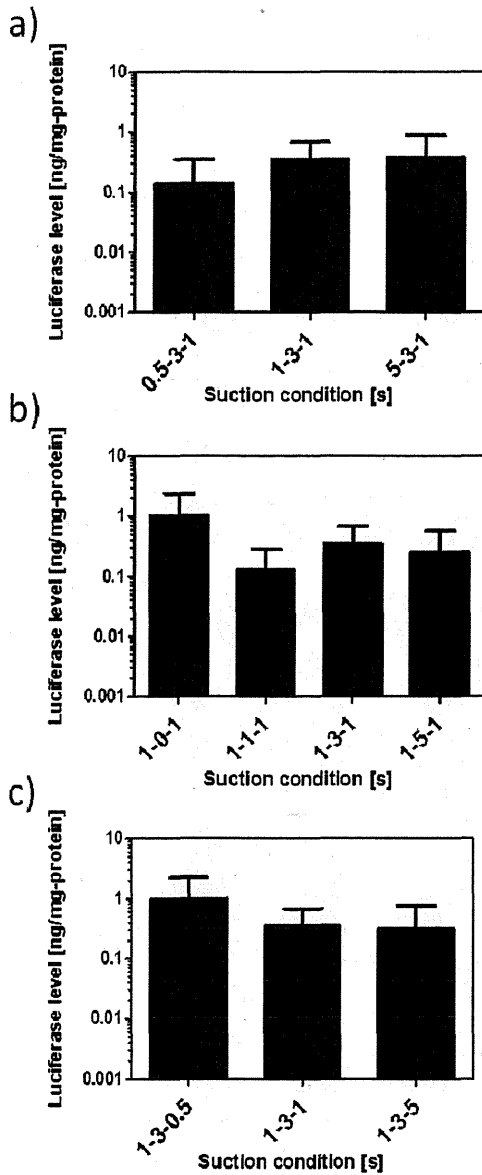 a)
Luciferase level [ng/mg-protein]
10
1
0.1
0.01
0.001
0.5-3-1
1-3-1
5-3-1
Suction condition [s]
b)
Luciferase level [ng/mg-protein]
10
1
0.1
0.01
0.001
1-0-1
1-1-1
1-3-1
1-5-1
Suction condition [s]
c)
Luciferase level [ng/mg-protein]
10
1
0.1
0.01
0.001
1-3-0.5
1-3-1
1-3-5
Suction condition [s]